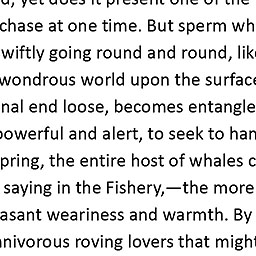 d, yet does it present one of the
chase at one time. But sperm wh
wiftly going round and round, lik
wondrous world upon the surface
nal end loose, becomes entangle
powerful and alert, to seek to han
pring, the entire host of whales c
saying in the Fishery,—the more
asant weariness and warmth. By
nnivorous roving lovers that might